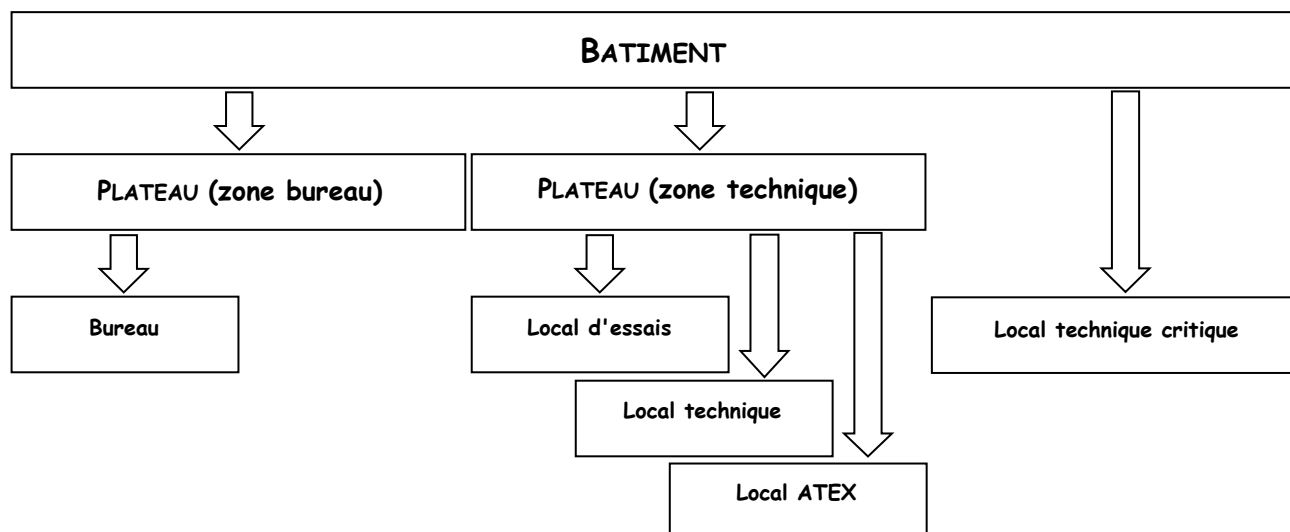 BATIMENT
PLATEAU (zone bureau)
PLATEAU (zone technique)
Bureau
Local d'essais
Local technique critique
Local technique
Local ATEX